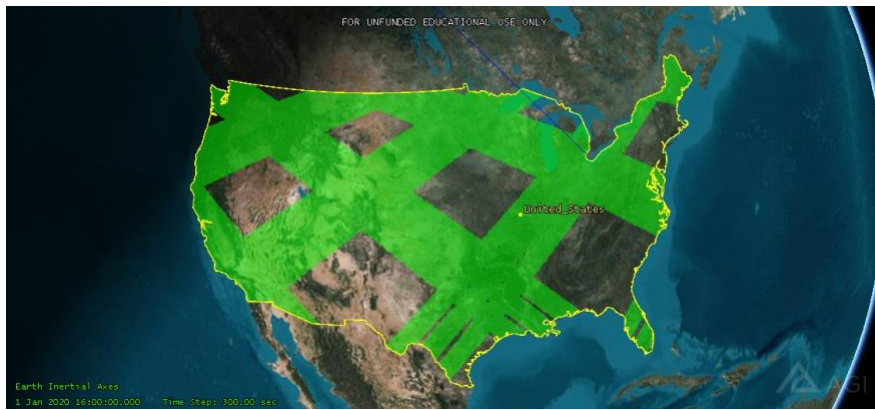 FOR UNFUNDED EDUCATIONAL USE ONLY
United_States
Earth Inertial Axes
1 Jan 2020 16:00:00.000 Time Step: 300.00 sec
AGI